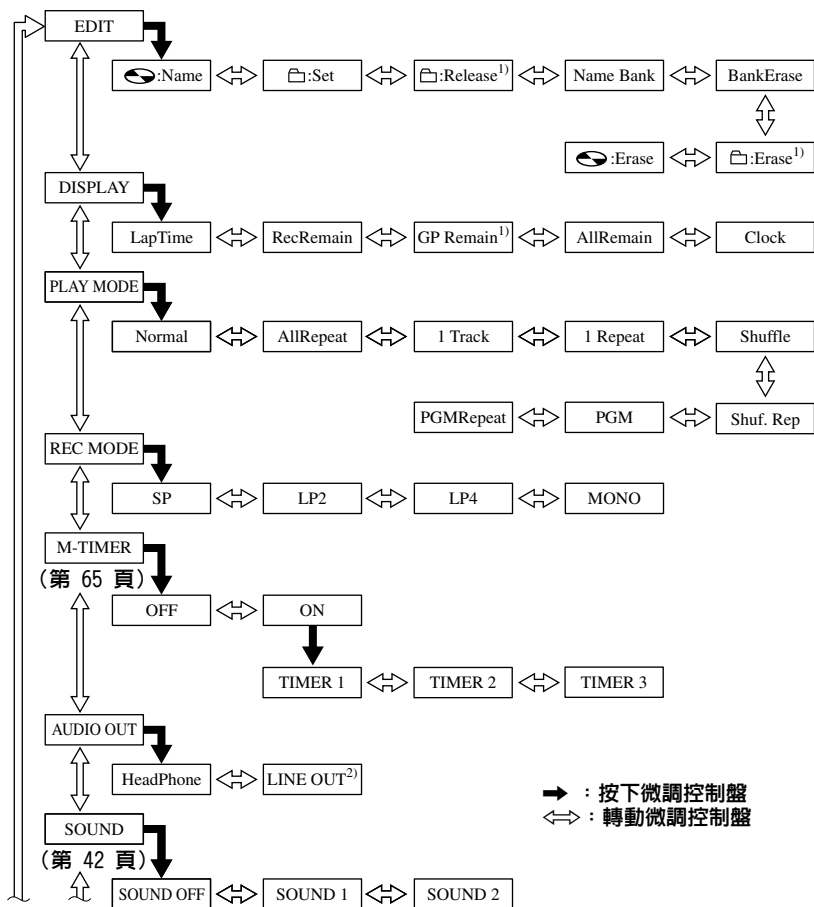 EDIT
:Name :Set :Release1) Name Bank BankErase
:Erase :Erase1)
DISPLAY
LapTime RecRemain GP Remain1) AllRemain Clock
PLAY MODE
Normal AllRepeat 1 Track 1 Repeat Shuffle
PGMRepeat PGM Shuf. Rep
REC MODE
SP LP2 LP4 MONO
M-TIMER
(第 65 頁)
OFF ON
TIMER 1 TIMER 2 TIMER 3
AUDIO OUT
HeadPhone LINE OUT2)
:按下微調控制盤
:轉動微調控制盤
SOUND
(第 42 頁)
SOUND OFF SOUND 1 SOUND 2